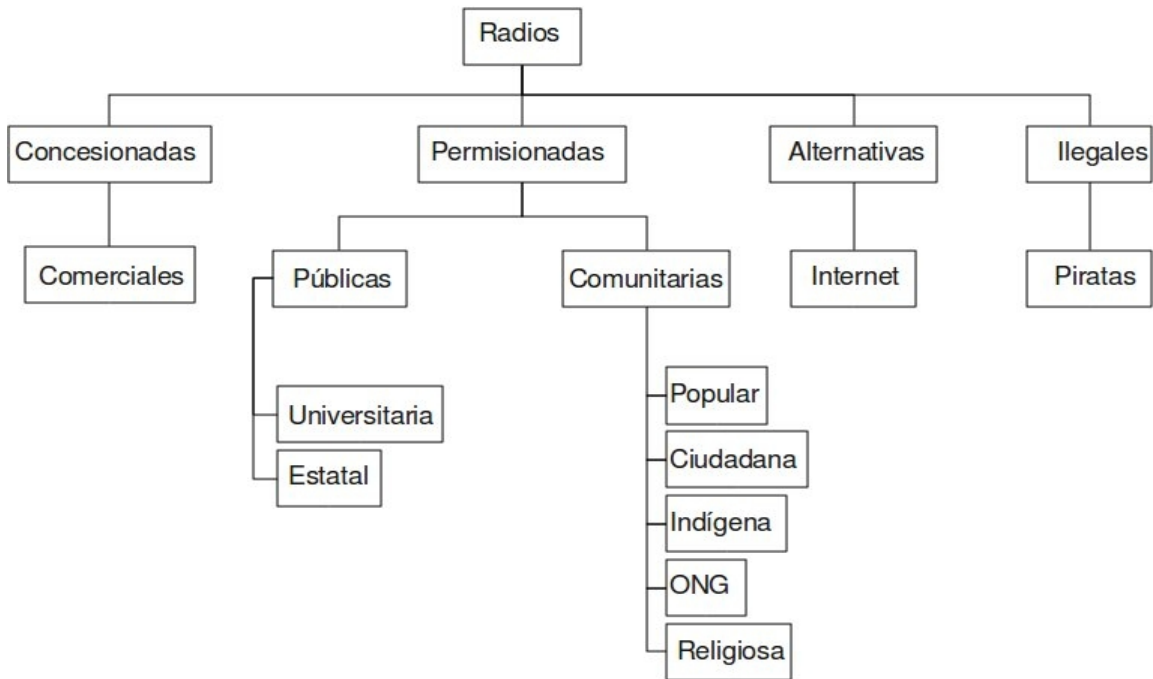 Radios
Concesionadas
Permisionadas
Alternativas
Ilegales
Comerciales
Públicas
Comunitarias
Internet
Piratas
Universitaria
Estatal
Popular
Ciudadana
Indígena
ONG
Religiosa